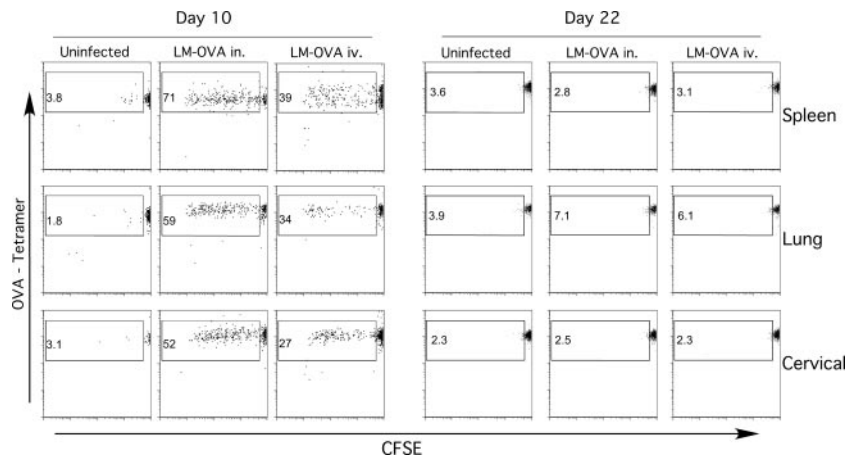 Day 10 Day 22
Uninfected LM-OVA in. LM-OVA iv. Uninfected LM-OVA in. LM-OVA iv.
3.8 71 39 3.6 2.8 3.1 Spleen
1.8 59 34 3.9 7.1 6.1 Lung
3.1 52 27 2.3 2.5 2.3 Cervical
OVA - Tetramer
CFSE